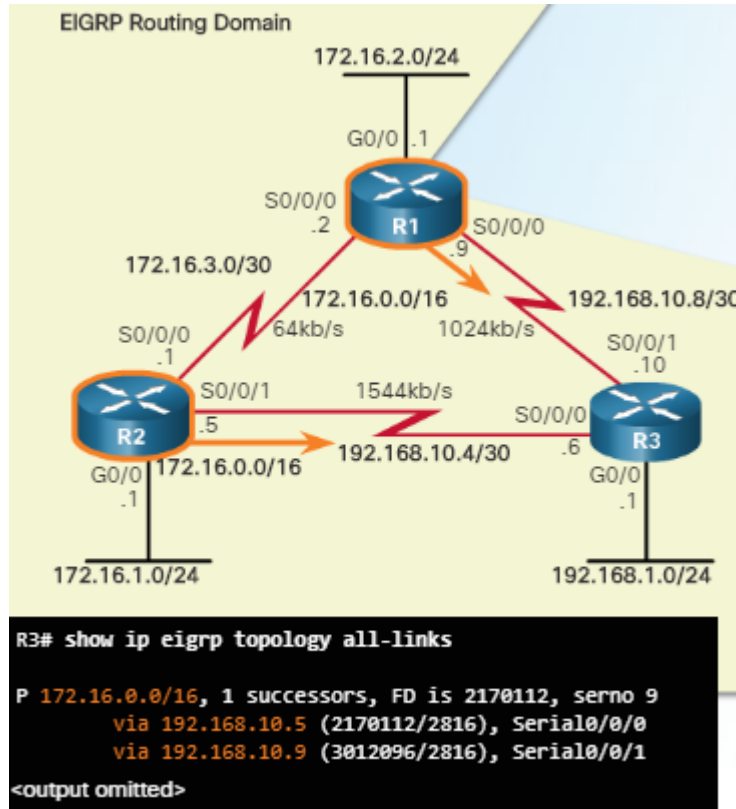 EIGRP Routing Domain
172.16.2.0/24
G0/0 .1
S0/0/0
.2
R1
S0/0/0
.9
172.16.3.0/30
172.16.0.0/16
192.168.10.8/30
64kb/s
1024kb/s
S0/0/0
.1
S0/0/1
.10
S0/0/1
1544kb/s
S0/0/0
R2
.5
.6
R3
172.16.0.0/16
192.168.10.4/30
G0/0
.1
G0/0
.1
172.16.1.0/24
192.168.1.0/24
R3# show ip eigrp topology all-links
P 172.16.0.0/16, 1 successors, FD is 2170112, serno 9
via 192.168.10.5 (2170112/2816), Serial0/0/0
via 192.168.10.9 (3012096/2816), Serial0/0/1
<output omitted>